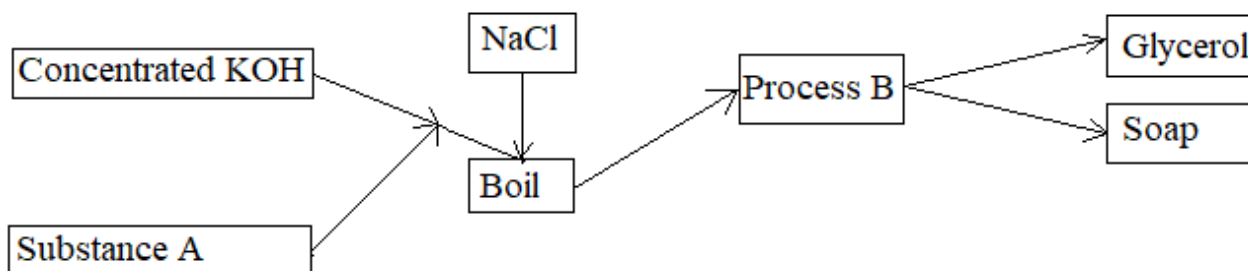 NaCl
Concentrated KOH
Process B
Glycerol
Soap
Boil
Substance A